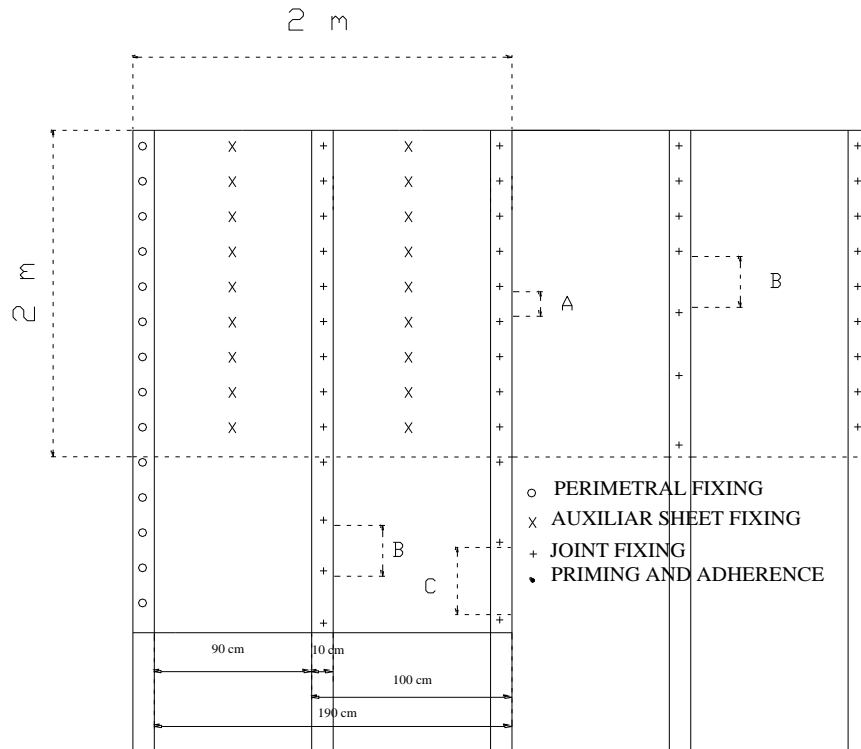 2 m
2 m
B
A
B
C
o PERIMETRAL FIXING
x AUXILIAR SHEET FIXING
+ JOINT FIXING
PRIMING AND ADHERENCE
90 cm
10 cm
100 cm
190 cm